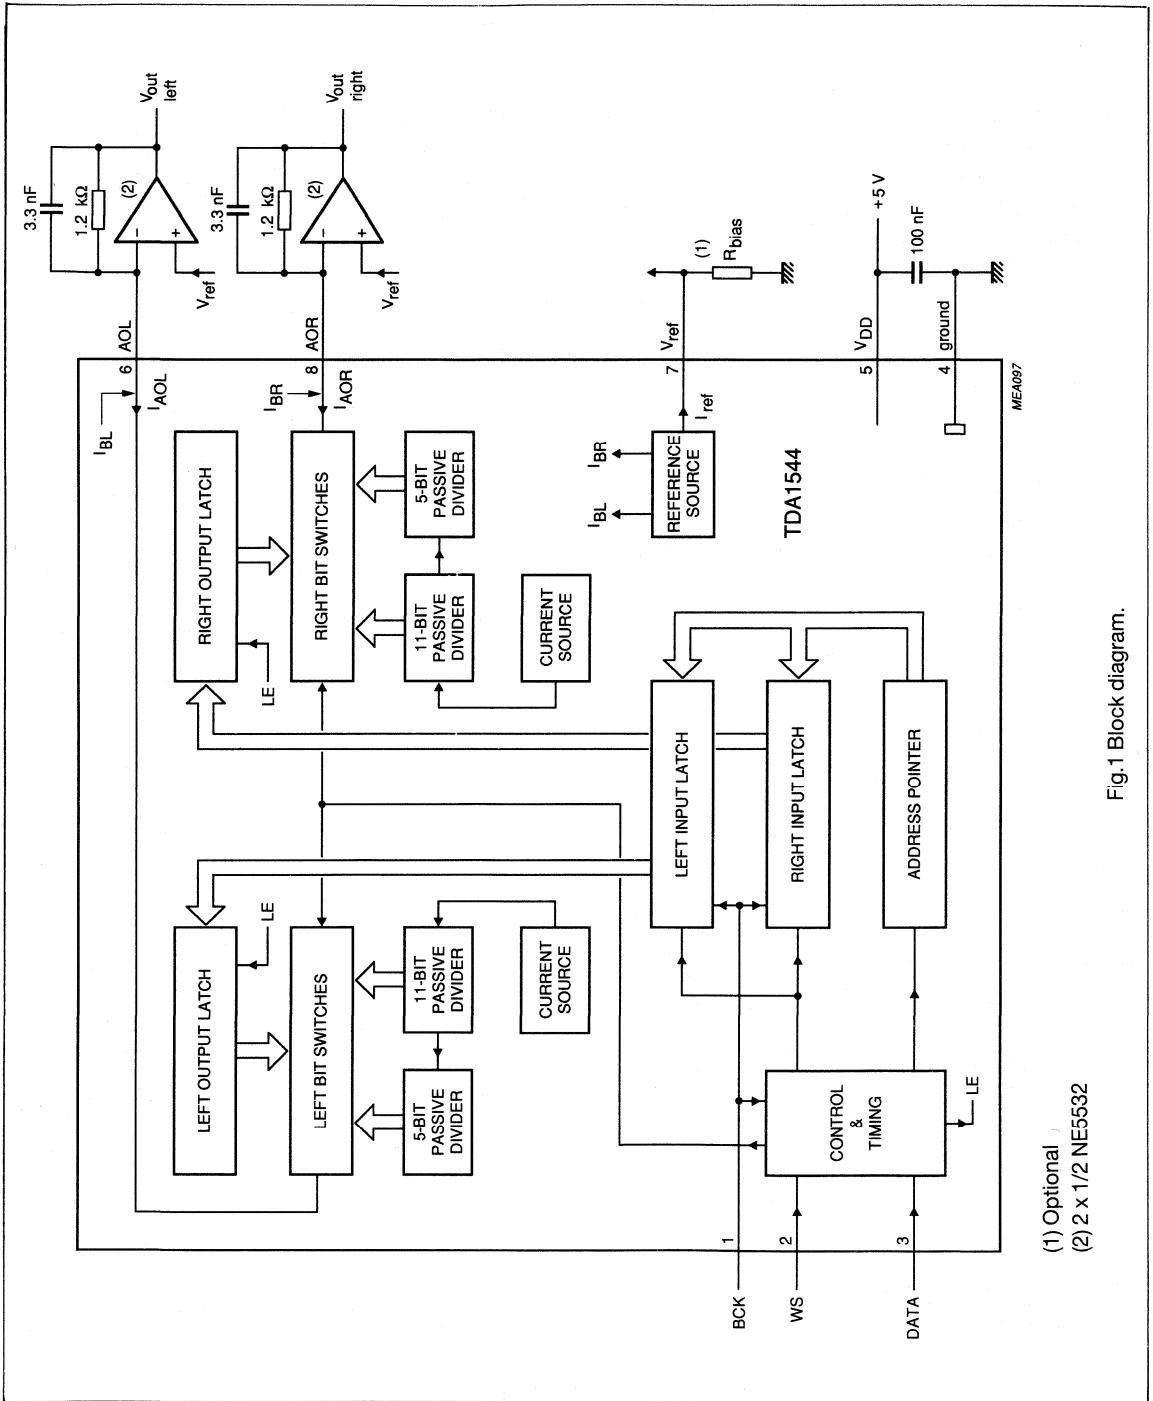 3.3 nF
1.2 kΩ
(2)
Vout
left
Vref
3.3 nF
1.2 kΩ
(2)
Vout
right
Vref
(1)
Rbias
+5 V
100 nF
6
AOL
8
AOR
7
Vref
5
VDD
4
ground
IBL
IAOL
IBR
IAOR
Iref
RIGHT OUTPUT LATCH
LE
RIGHT BIT SWITCHES
5-BIT
PASSIVE
DIVIDER
11-BIT
PASSIVE
DIVIDER
CURRENT
SOURCE
IBR
IBL
REFERENCE
SOURCE
TDA1544
MEA097
LEFT OUTPUT LATCH
LE
LEFT BIT SWITCHES
11-BIT
PASSIVE
DIVIDER
5-BIT
PASSIVE
DIVIDER
CURRENT
SOURCE
LEFT INPUT LATCH
RIGHT INPUT LATCH
ADDRESS POINTER
CONTROL
&
TIMING
LE
1
2
3
BCK
WS
DATA
(1) Optional
(2) 2 x 1/2 NE5532
Fig.1 Block diagram.